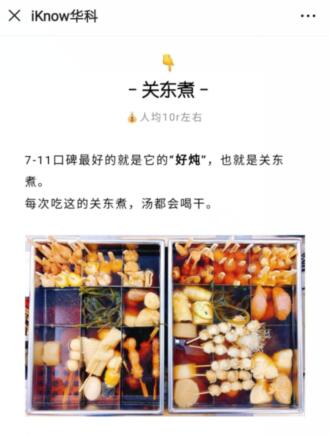 iKnow华科
- 关东煮 -
人均10r左右
7-11口碑最好的就是它的“好炖”，也就是关东
煮。
每次吃这的关东煮，汤都会喝干。